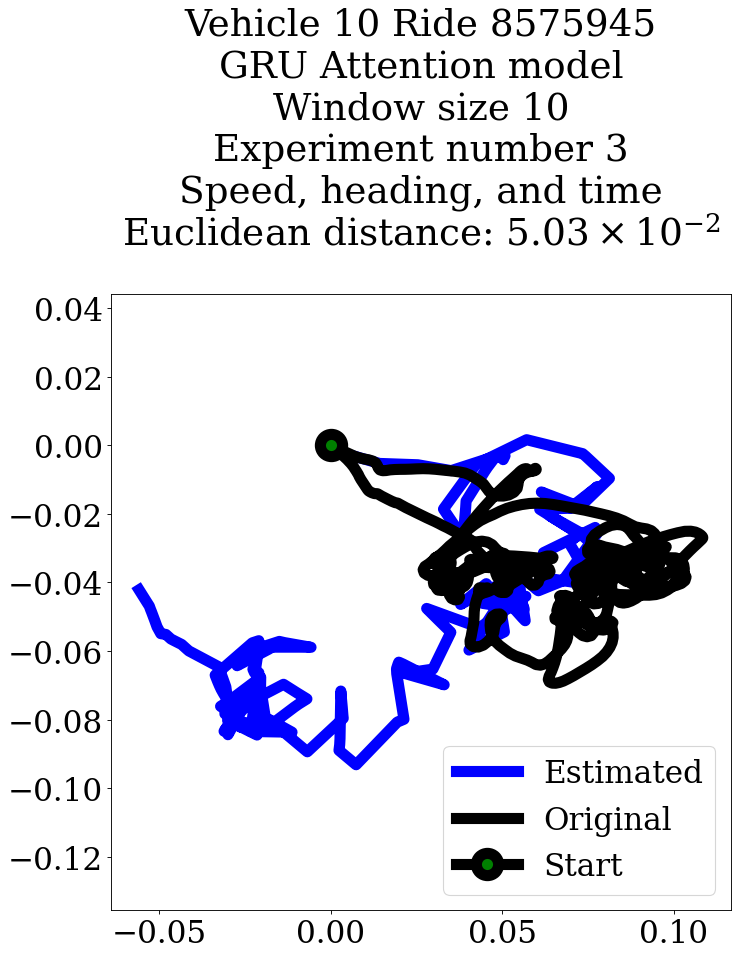 Vehicle 10 Ride 8575945
GRU Attention model
Window size 10
Experiment number 3
Speed, heading, and time
Euclidean distance: 5.03 × 10⁻²
0.04
0.02
0.00
−0.02
−0.04
−0.06
−0.08
−0.10
−0.12
Estimated
Original
Start
−0.05 0.00 0.05 0.10